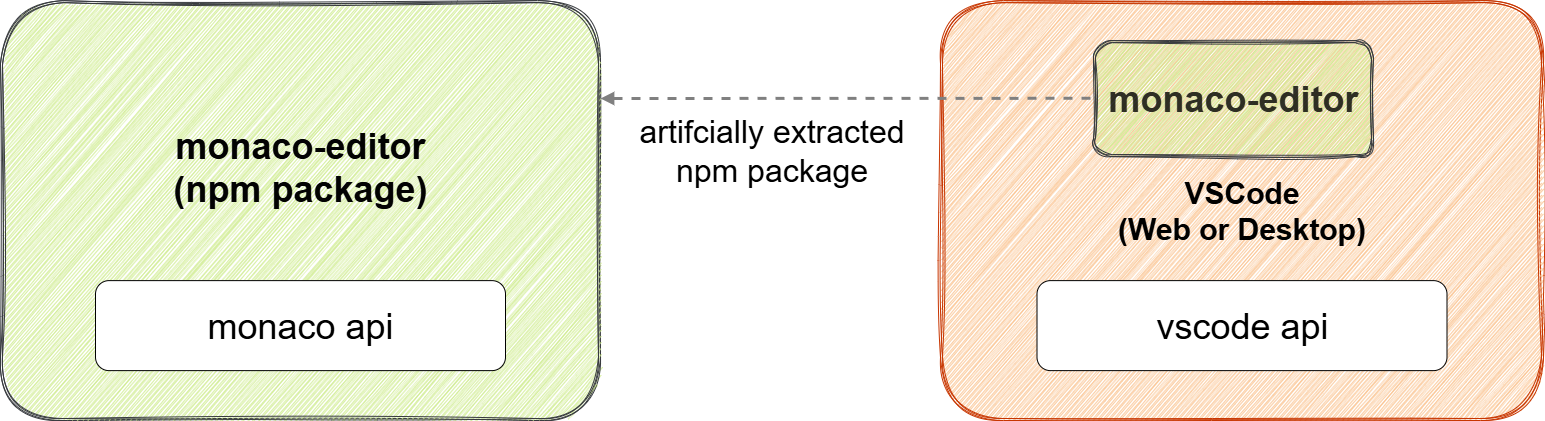 monaco-editor
(npm package)
monaco api
artifcially extracted
npm package
monaco-editor
VSCode
(Web or Desktop)
vscode api